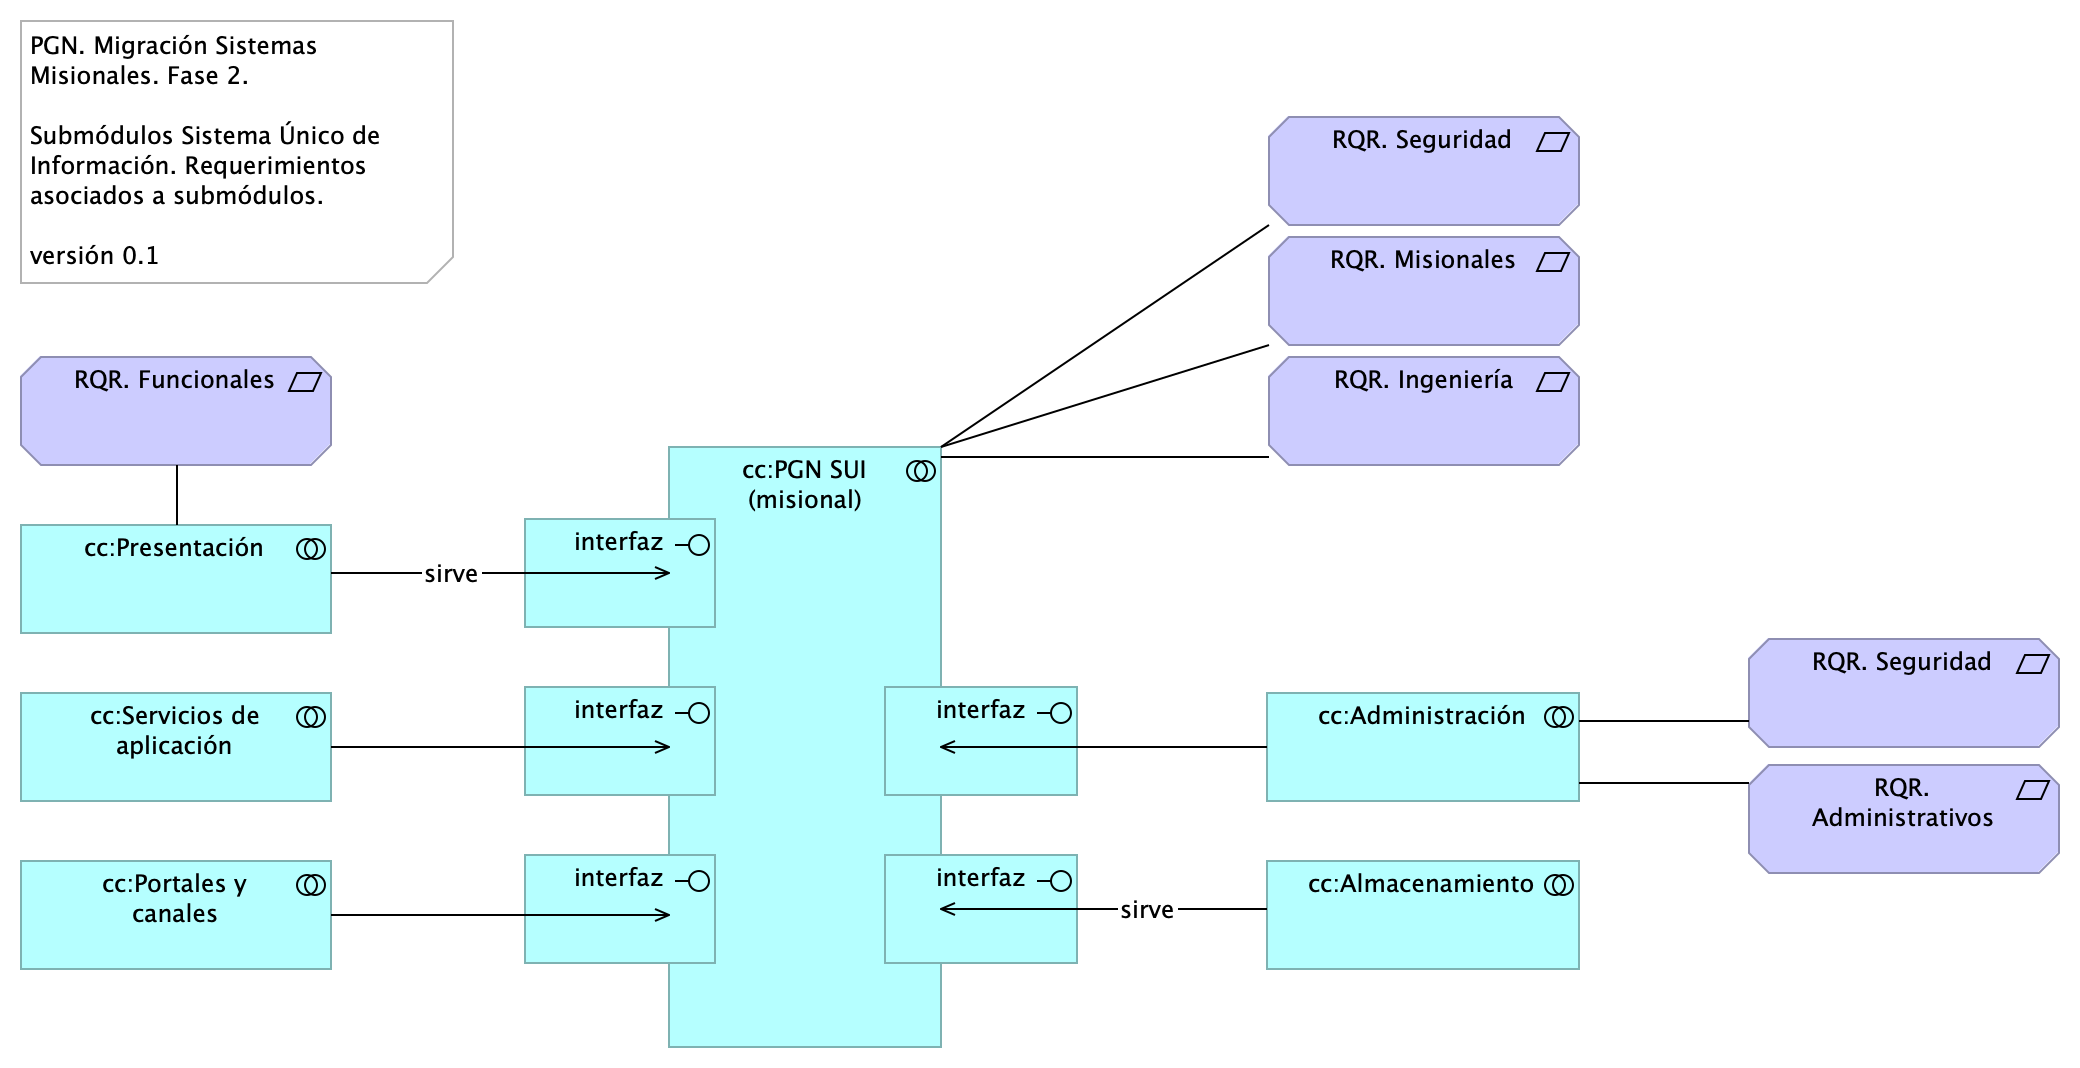 PGN. Migración Sistemas
Misionales. Fase 2.
Submódulos Sistema Único de
Información. Requerimientos
asociados a submódulos.
versión 0.1
RQR. Seguridad
RQR. Misionales
RQR. Ingeniería
RQR. Funcionales
cc:PGN SUI
(misional)
cc:Presentación
sirve
interfaz
cc:Servicios de
aplicación
interfaz
interfaz
cc:Administración
RQR. Seguridad
RQR.
Administrativos
cc:Portales y
canales
interfaz
interfaz
sirve
cc:Almacenamiento